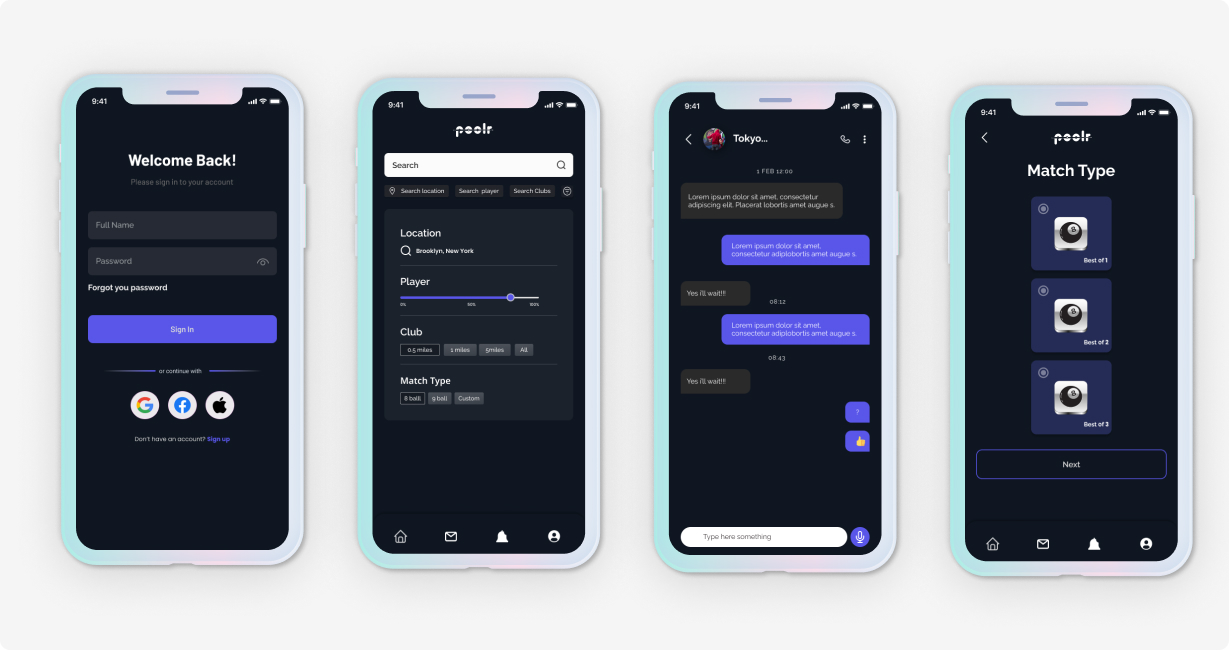 9:41
Welcome Back!
Please sign in to your account
Full Name
Password
Forgot you password
Sign In
or continue with
Don't have an account? Sign up
9:41
poolr
Search
Search location
Search player
Search Clubs
Location
Brooklyn, New York
Player
0%
50%
100%
Club
0.5 miles
1 miles
5miles
All
Match Type
8 balll
9 ball
Custom
9:41
Tokyo...
1 FEB 12:00
Lorem ipsum dolor sit amet, consectetur
adipiscing elit. Placerat lobortis amet augue s.
Lorem ipsum dolor sit amet,
consectetur adiplobortis amet augue s.
Yes i'll wait!!!
08:12
Lorem ipsum dolor sit amet,
consectetur adiplobortis amet augue s.
08:43
Yes i'll wait!!!
?
Type here something
9:41
poolr
Match Type
8
Best of 1
8
Best of 2
8
Best of 3
Next